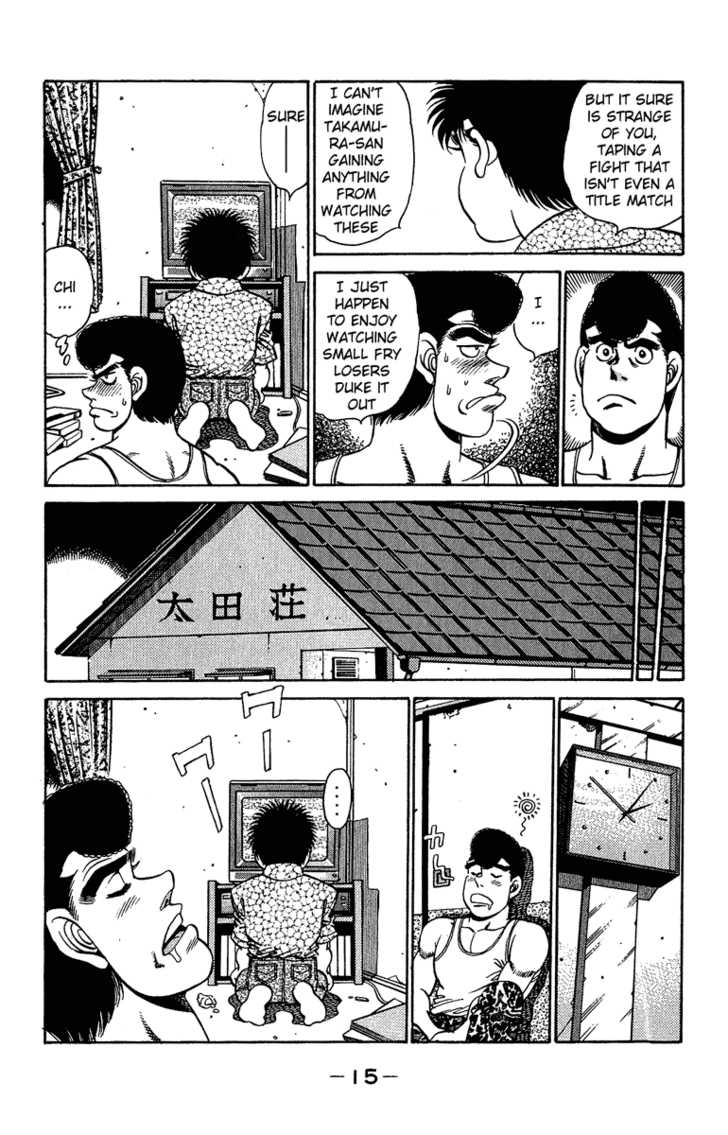 BUT IT SURE
IS STRANGE
OF YOU,
TAPING A
FIGHT THAT
ISN'T EVEN A
TITLE MATCH
I CAN'T
IMAGINE
TAKAMU-
RA-SAN
GAINING
ANYTHING
FROM
WATCHING
THESE
SURE
—
CHI
...
I
...
I JUST
HAPPEN
TO ENJOY
WATCHING
SMALL FRY
LOSERS
DUKE IT
OUT
太田荘
グー
グー
....
－15－